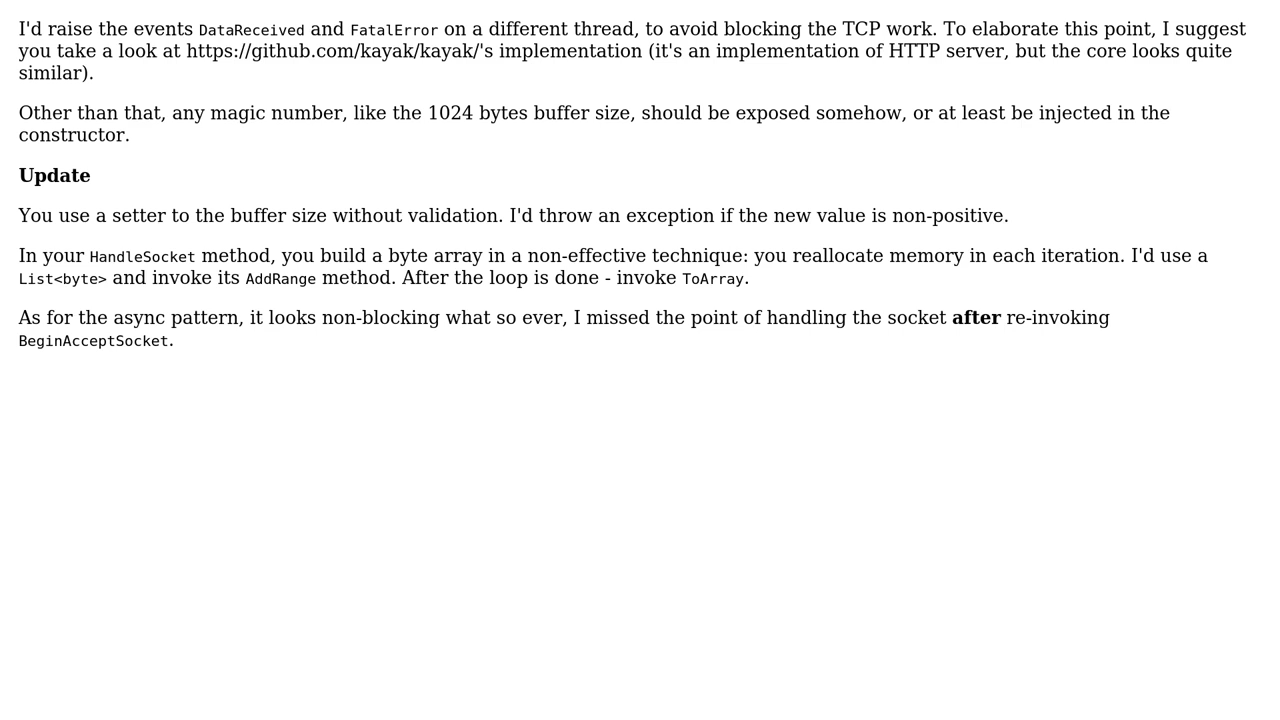 I'd raise the events DataReceived and FatalError on a different thread, to avoid blocking the TCP work. To elaborate this point, I suggest
you take a look at https://github.com/kayak/kayak/'s implementation (it's an implementation of HTTP server, but the core looks quite
similar).
Other than that, any magic number, like the 1024 bytes buffer size, should be exposed somehow, or at least be injected in the
constructor.
Update
You use a setter to the buffer size without validation. I'd throw an exception if the new value is non-positive.
In your HandleSocket method, you build a byte array in a non-effective technique: you reallocate memory in each iteration. I'd use a
List<byte> and invoke its AddRange method. After the loop is done - invoke ToArray.
As for the async pattern, it looks non-blocking what so ever, I missed the point of handling the socket after re-invoking
BeginAcceptSocket.